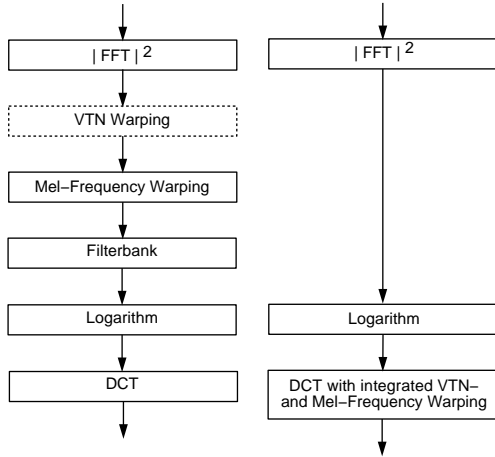 | FFT | 2
VTN Warping
Mel−Frequency Warping
Filterbank
Logarithm
DCT
| FFT | 2
Logarithm
DCT with integrated VTN−
and Mel−Frequency Warping